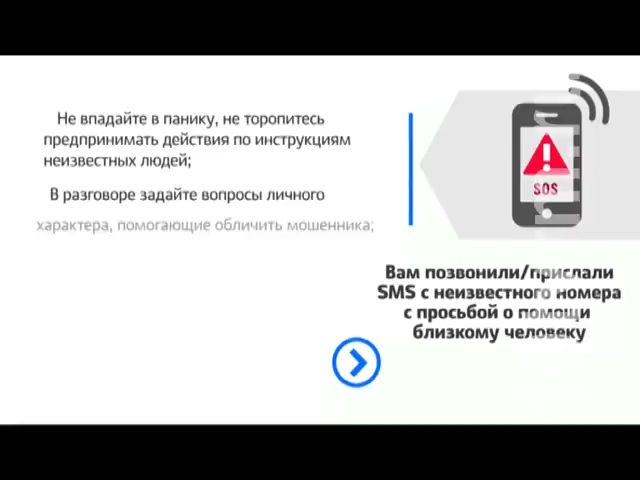 Не впадайте в панику, не торопитесь
предпринимать действия по инструкциям
неизвестных людей;
В разговоре задайте вопросы личного
характера, помогающие обличить мошенника;
SOS
Вам позвонили/прислали
SMS с неизвестного номера
с просьбой о помощи
близкому человеку